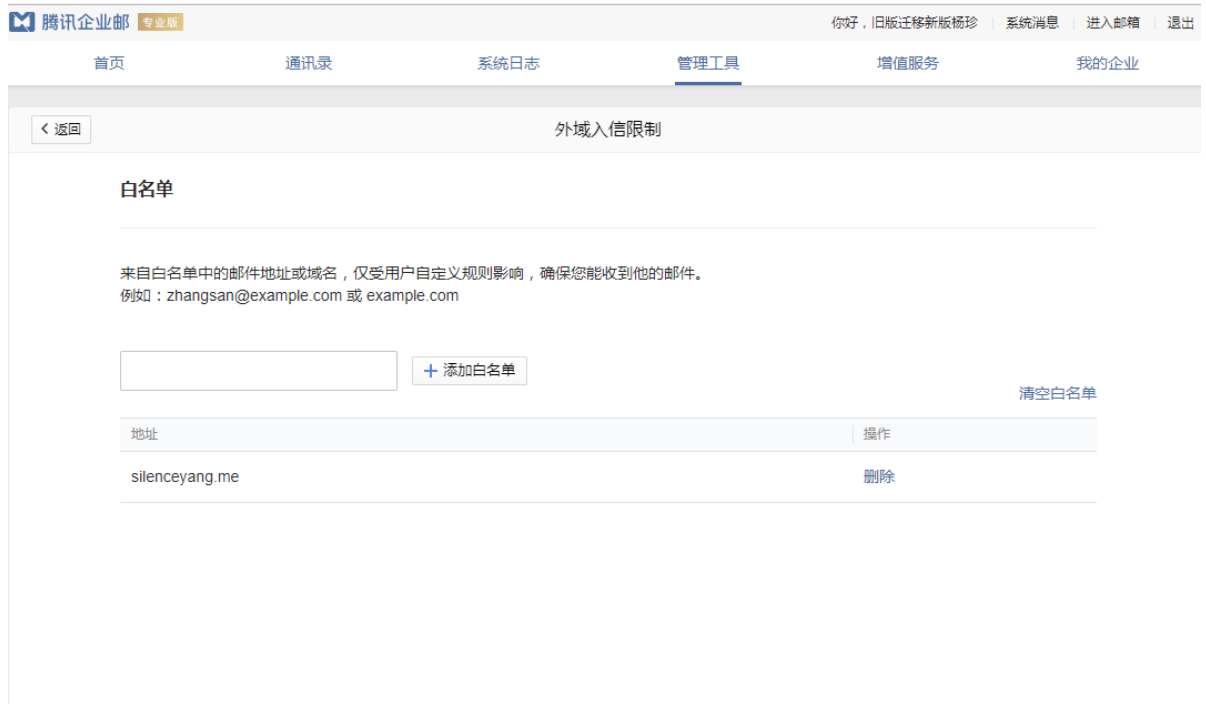 腾讯企业邮 专业版 你好，旧版迁移新版杨珍 系统消息 进入邮箱 退出
首页 通讯录 系统日志 管理工具 增值服务 我的企业
返回 外域入信限制
白名单
来自白名单中的邮件地址或域名，仅受用户自定义规则影响，确保您能收到他的邮件。
例如：zhangsan@example.com 或 example.com
添加白名单
清空白名单
地址 操作
silenceyang.me 删除